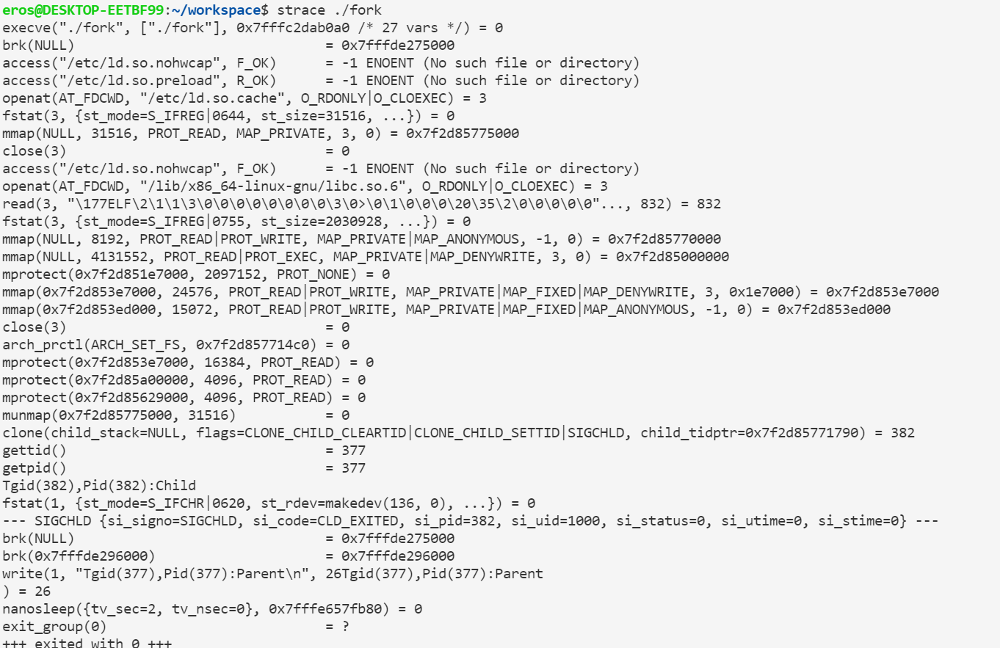 eros@DESKTOP-EETBF99:~/workspace$ strace ./fork
execve("./fork", ["./fork"], 0x7fffc2dab0a0 /* 27 vars */) = 0
brk(NULL)                               = 0x7fffde275000
access("/etc/ld.so.nohwcap", F_OK)      = -1 ENOENT (No such file or directory)
access("/etc/ld.so.preload", R_OK)      = -1 ENOENT (No such file or directory)
openat(AT_FDCWD, "/etc/ld.so.cache", O_RDONLY|O_CLOEXEC) = 3
fstat(3, {st_mode=S_IFREG|0644, st_size=31516, ...}) = 0
mmap(NULL, 31516, PROT_READ, MAP_PRIVATE, 3, 0) = 0x7f2d85775000
close(3)                                = 0
access("/etc/ld.so.nohwcap", F_OK)      = -1 ENOENT (No such file or directory)
openat(AT_FDCWD, "/lib/x86_64-linux-gnu/libc.so.6", O_RDONLY|O_CLOEXEC) = 3
read(3, "\177ELF\2\1\1\3\0\0\0\0\0\0\0\0\3\0>\0\1\0\0\0\20\35\2\0\0\0\0\0"..., 832) = 832
fstat(3, {st_mode=S_IFREG|0755, st_size=2030928, ...}) = 0
mmap(NULL, 8192, PROT_READ|PROT_WRITE, MAP_PRIVATE|MAP_ANONYMOUS, -1, 0) = 0x7f2d85770000
mmap(NULL, 4131552, PROT_READ|PROT_EXEC, MAP_PRIVATE|MAP_DENYWRITE, 3, 0) = 0x7f2d85000000
mprotect(0x7f2d851e7000, 2097152, PROT_NONE) = 0
mmap(0x7f2d853e7000, 24576, PROT_READ|PROT_WRITE, MAP_PRIVATE|MAP_FIXED|MAP_DENYWRITE, 3, 0x1e7000) = 0x7f2d853e7000
mmap(0x7f2d853ed000, 15072, PROT_READ|PROT_WRITE, MAP_PRIVATE|MAP_FIXED|MAP_ANONYMOUS, -1, 0) = 0x7f2d853ed000
close(3)                                = 0
arch_prctl(ARCH_SET_FS, 0x7f2d857714c0) = 0
mprotect(0x7f2d853e7000, 16384, PROT_READ) = 0
mprotect(0x7f2d85a00000, 4096, PROT_READ) = 0
mprotect(0x7f2d85629000, 4096, PROT_READ) = 0
munmap(0x7f2d85775000, 31516)           = 0
clone(child_stack=NULL, flags=CLONE_CHILD_CLEARTID|CLONE_CHILD_SETTID|SIGCHLD, child_tidptr=0x7f2d85771790) = 382
gettid()                                = 377
getpid()                                = 377
Tgid(382),Pid(382):Child
fstat(1, {st_mode=S_IFCHR|0620, st_rdev=makedev(136, 0), ...}) = 0
--- SIGCHLD {si_signo=SIGCHLD, si_code=CLD_EXITED, si_pid=382, si_uid=1000, si_status=0, si_utime=0, si_stime=0} ---
brk(NULL)                               = 0x7fffde275000
brk(0x7fffde296000)                     = 0x7fffde296000
write(1, "Tgid(377),Pid(377):Parent\n", 26Tgid(377),Pid(377):Parent
) = 26
nanosleep({tv_sec=2, tv_nsec=0}, 0x7fffe657fb80) = 0
exit_group(0)                           = ?
+++ exited with 0 +++